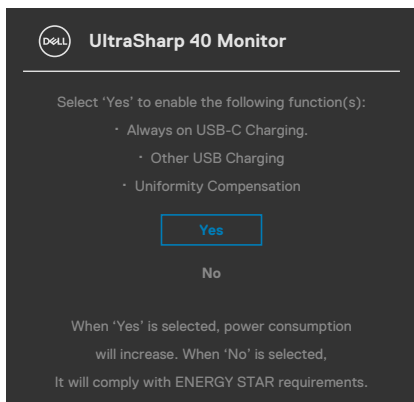 DELL UltraSharp 40 Monitor
Select ‘Yes’ to enable the following function(s):
· Always on USB-C Charging.
· Other USB Charging
· Uniformity Compensation
Yes
No
When ‘Yes’ is selected, power consumption
will increase. When ‘No’ is selected,
It will comply with ENERGY STAR requirements.